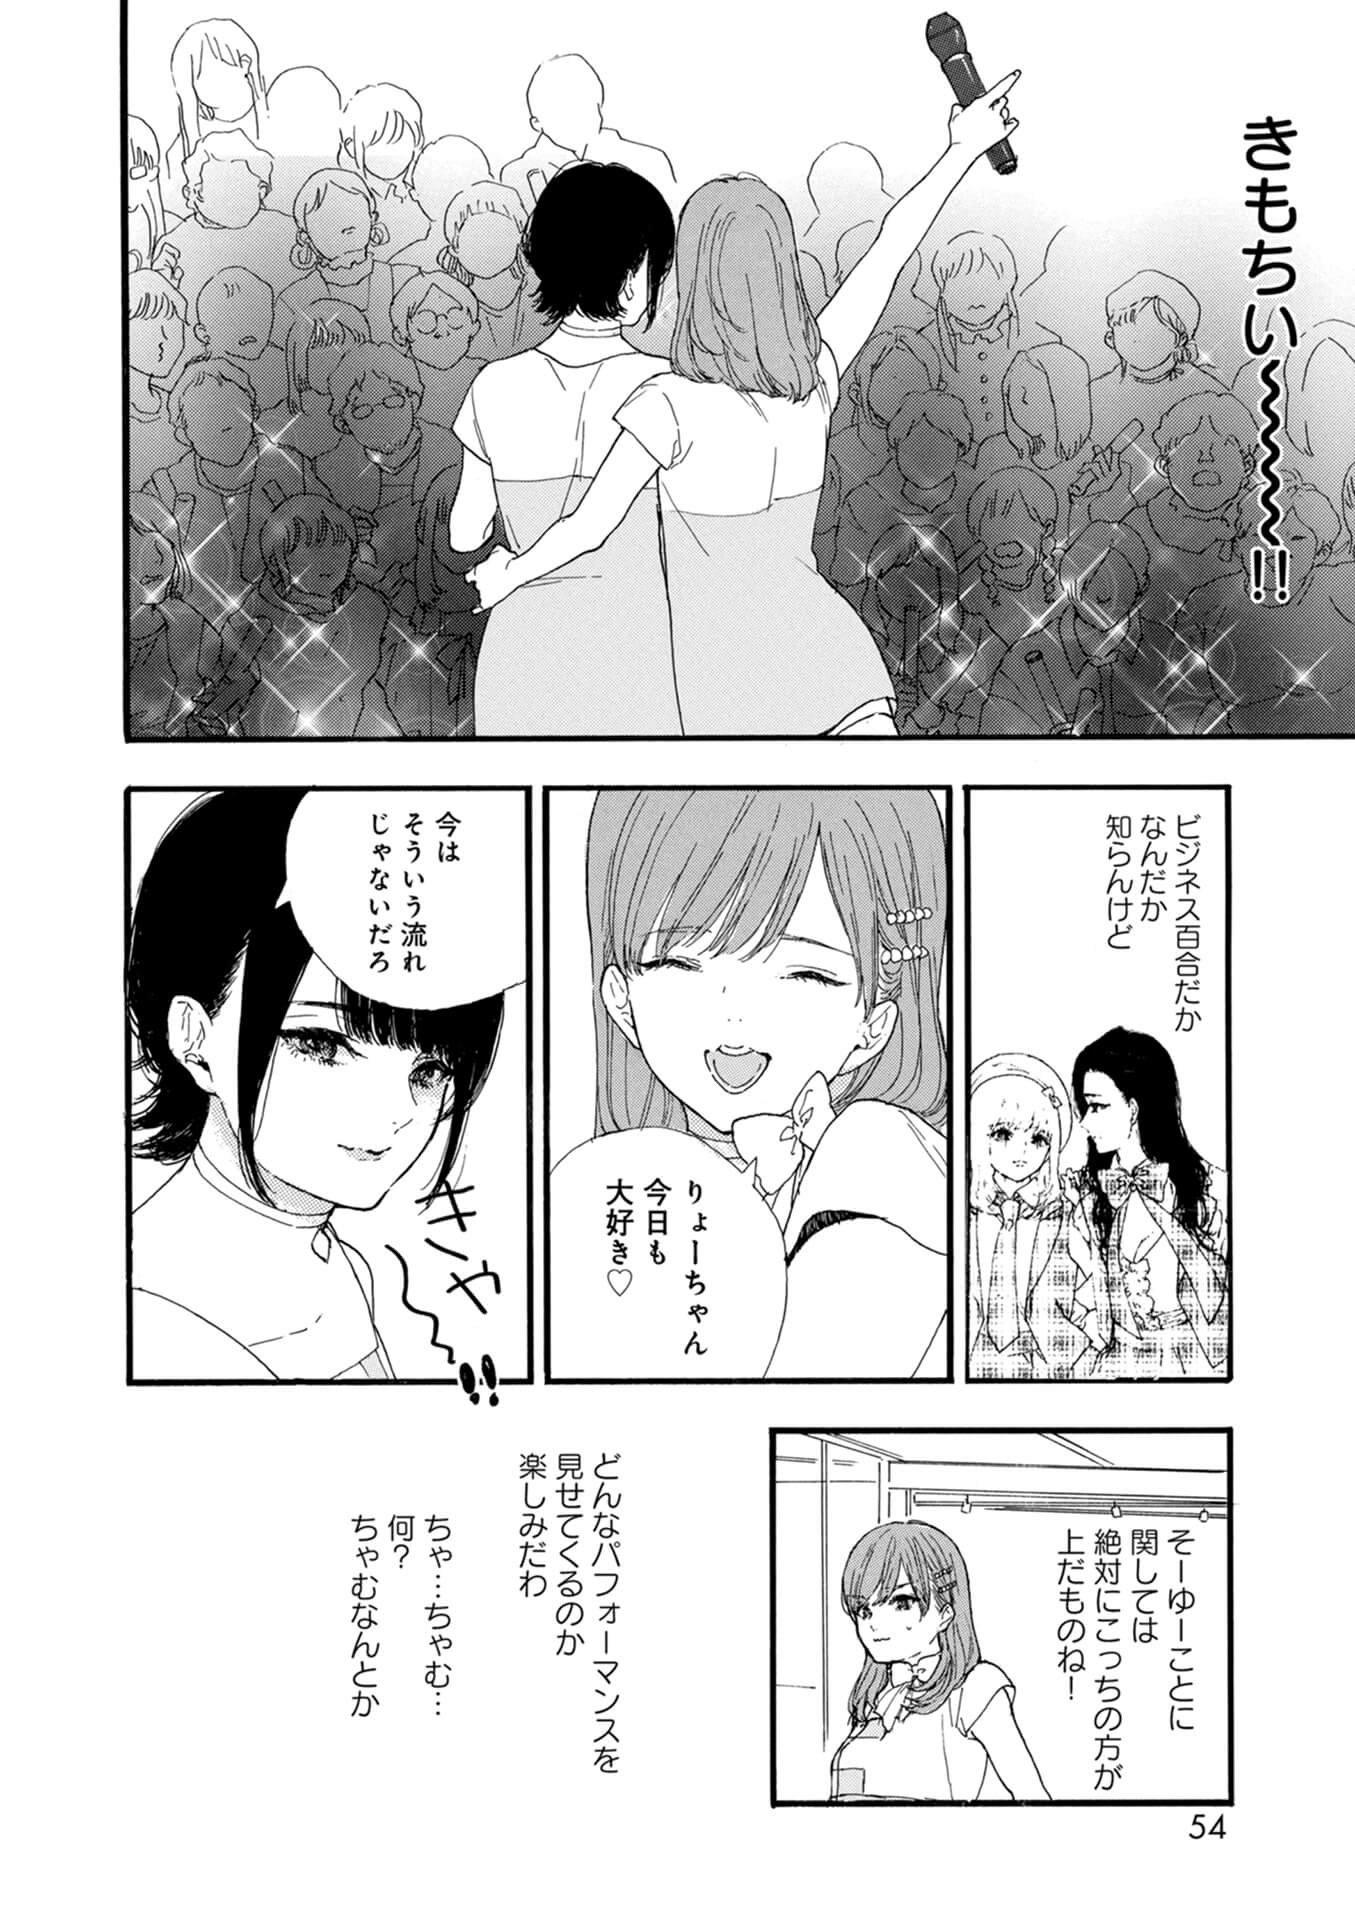 きもちぃ〜〜〜〜!!
ビジネス百合だか
なんだか
知らんけど
りょーちゃん
今日も
大好き♡
今は
そういう流れ
じゃないだろ
きゃ〜〜!!
そーゆーことに
関しては
絶対にこっちの方が
上だものね!
どんなパフォーマンスを
見せてくるのか
楽しみだわ
ちゃ…ちゃむ…
何?
ちゃむなんとか
54